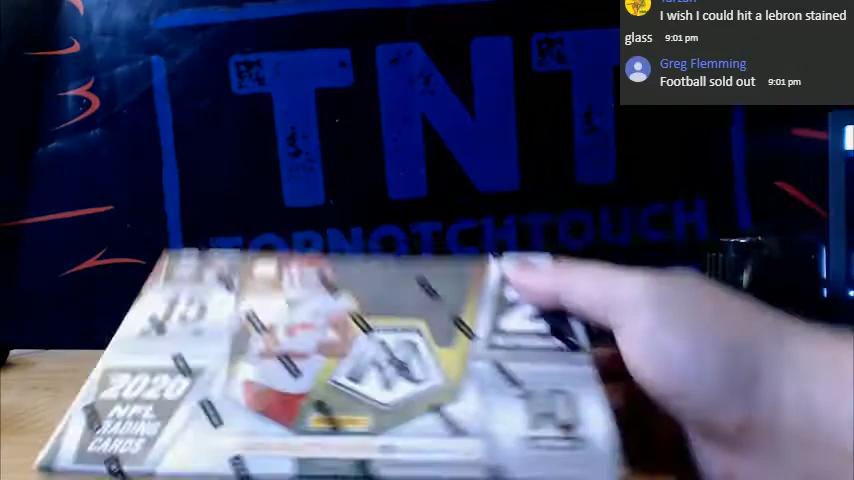 I wish I could hit a lebron stained
glass 9:01 pm
Greg Flemming
Football sold out 9:01 pm
TNT
TOPNOTCHTOUCH
2020
NFL
TRADING
CARDS